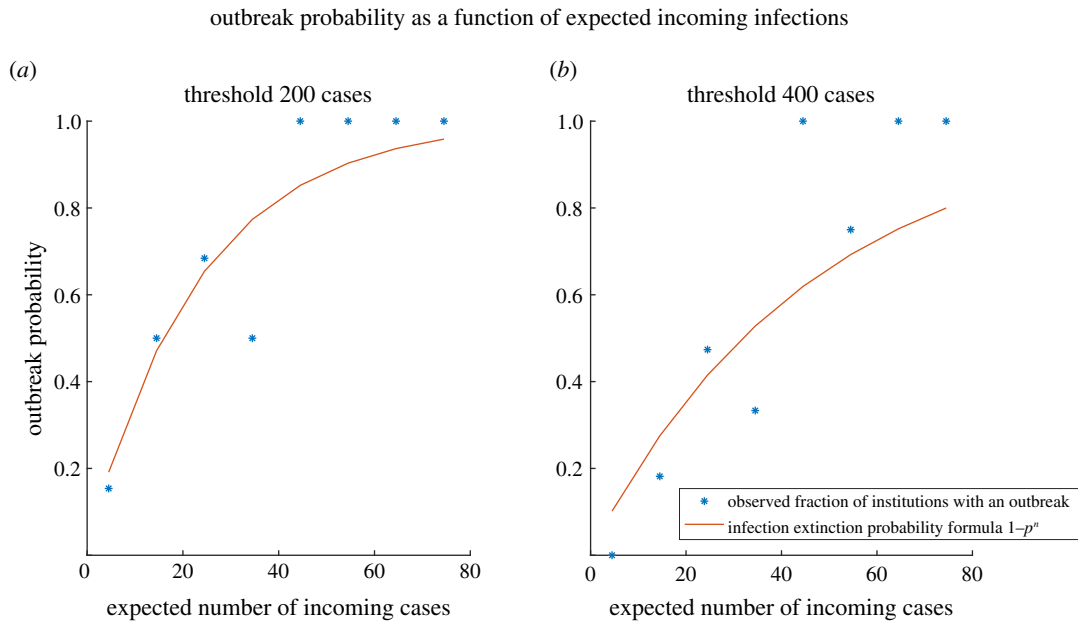 outbreak probability as a function of expected incoming infections
(a)
threshold 200 cases
1.0
0.8
0.6
0.4
0.2
0 20 40 60 80
outbreak probability
expected number of incoming cases
(b)
threshold 400 cases
1.0
0.8
0.6
0.4
0.2
0 20 40 60 80
expected number of incoming cases
observed fraction of institutions with an outbreak
infection extinction probability formula 1–pⁿ